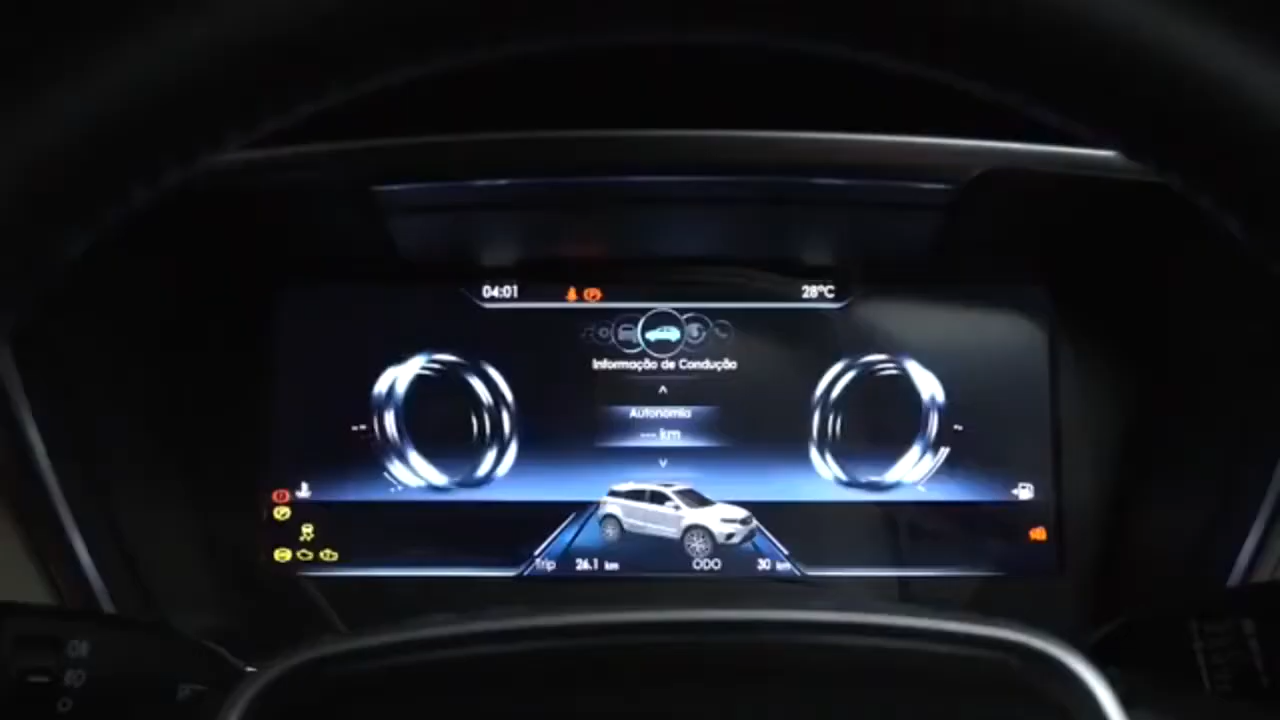 04:01
28°C
Informação de Condução
Autonomia
--- km
--
--
Trip 26.1 km
ODO 30 km